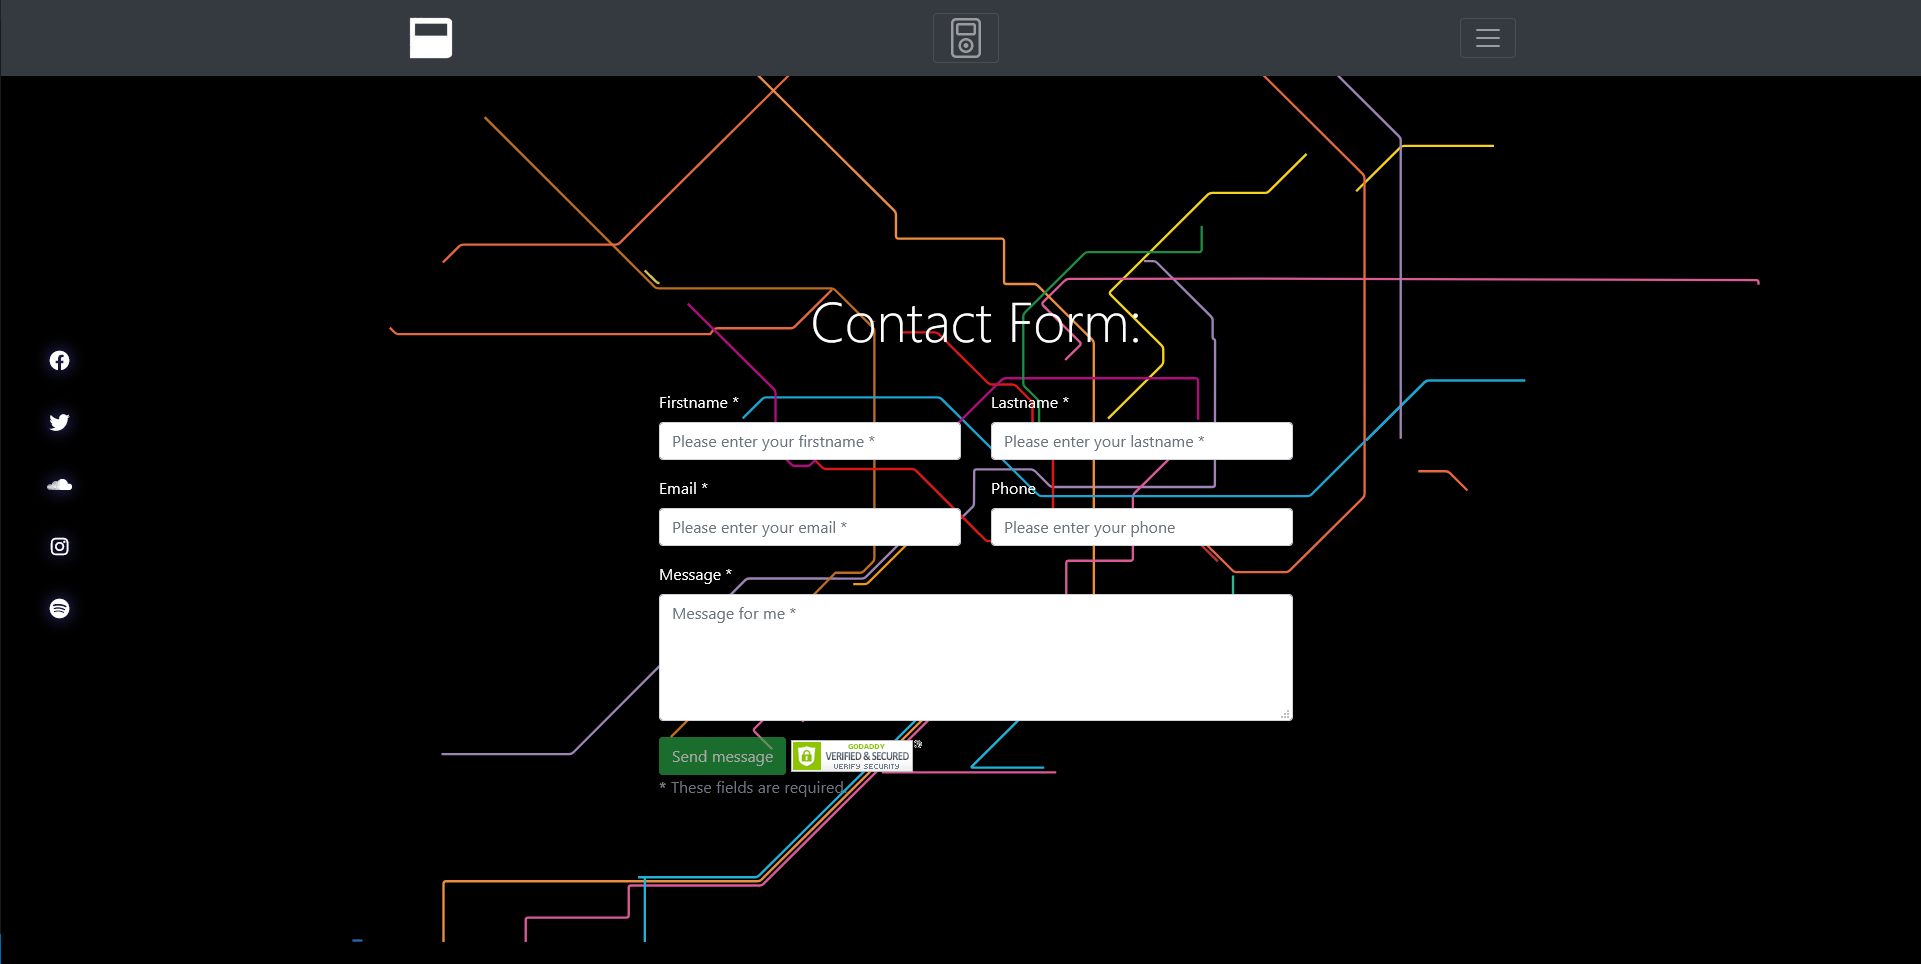 Contact Form:
Firstname *
Lastname *
Please enter your firstname *
Please enter your lastname *
Email *
Phone
Please enter your email *
Please enter your phone
Message *
Message for me *
Send message
GODADDY
VERIFIED & SECURED
VERIFY SECURITY
* These fields are required.